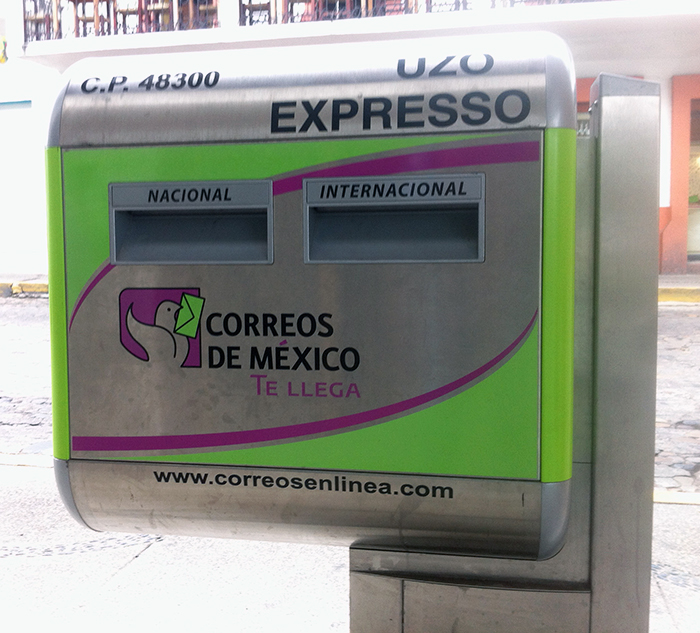 C.P. 48300
UZO
EXPRESSO
NACIONAL
INTERNACIONAL
CORREOS
DE MÉXICO
TE LLEGA
www.correosenlinea.com